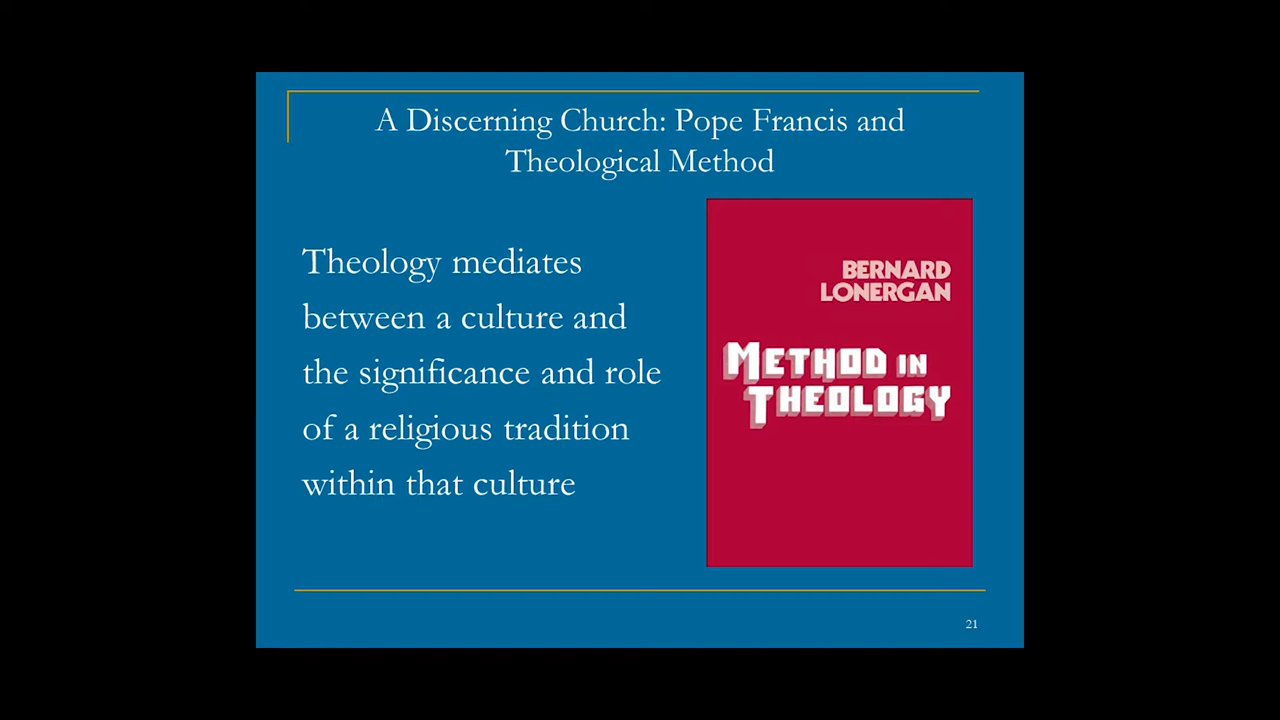 A Discerning Church: Pope Francis and
Theological Method
Theology mediates
between a culture and
the significance and role
of a religious tradition
within that culture
BERNARD
LONERGAN
METHOD IN
THEOLOGY
21